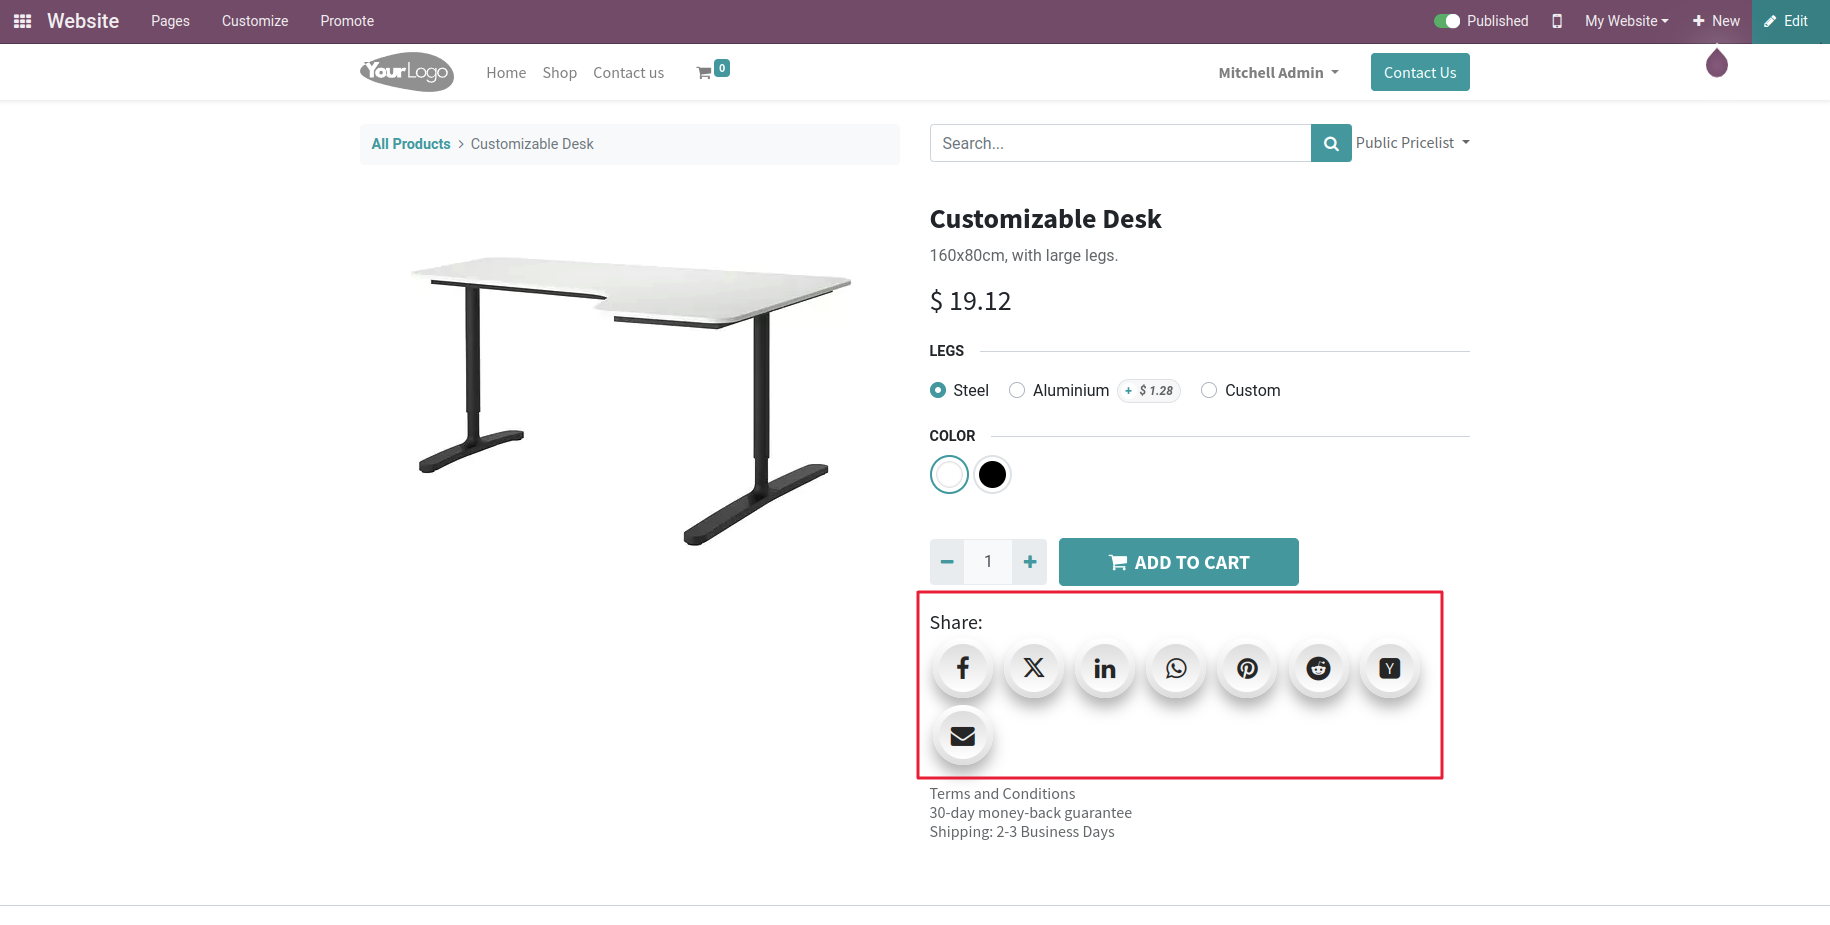 Website Pages Customize Promote Published My Website New Edit
YourLogo Home Shop Contact us 0 Mitchell Admin Contact Us
All Products > Customizable Desk Search... Public Pricelist
Customizable Desk
160x80cm, with large legs.
$ 19.12
LEGS
Steel Aluminium + $ 1.28 Custom
COLOR
1 ADD TO CART
Share:
Terms and Conditions
30-day money-back guarantee
Shipping: 2-3 Business Days